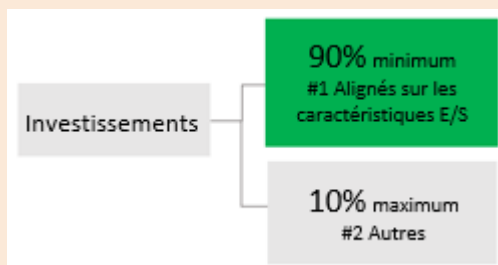 Investissements
90% minimum
#1 Alignés sur les
caractéristiques E/S
10% maximum
#2 Autres